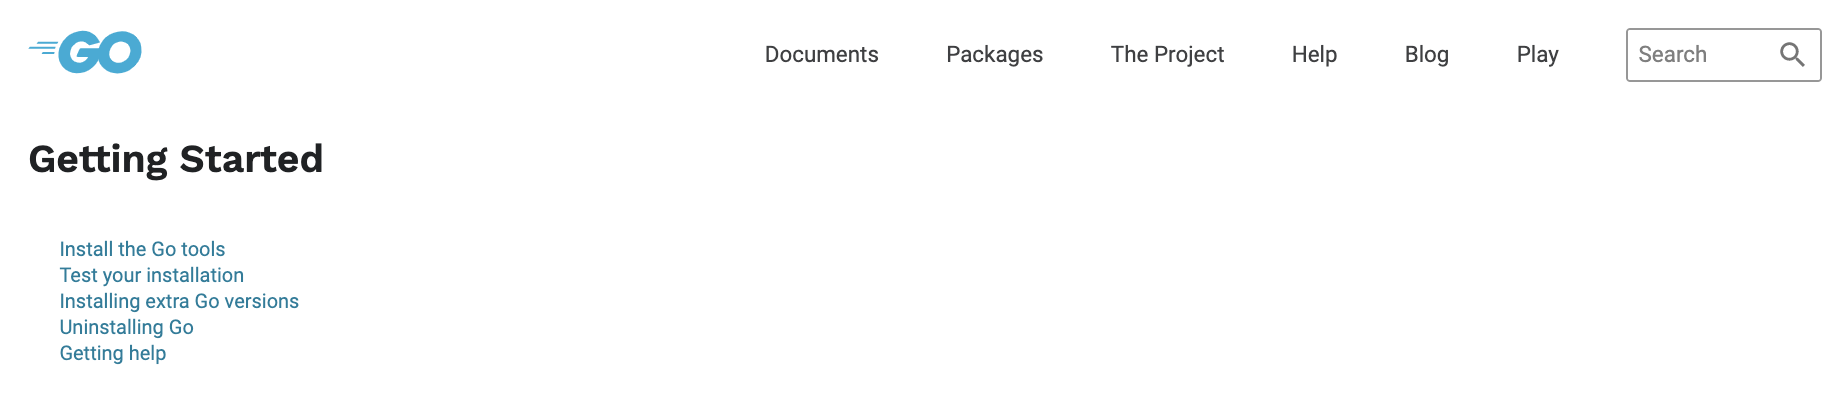 GO
Documents Packages The Project Help Blog Play Search
Getting Started
Install the Go tools
Test your installation
Installing extra Go versions
Uninstalling Go
Getting help